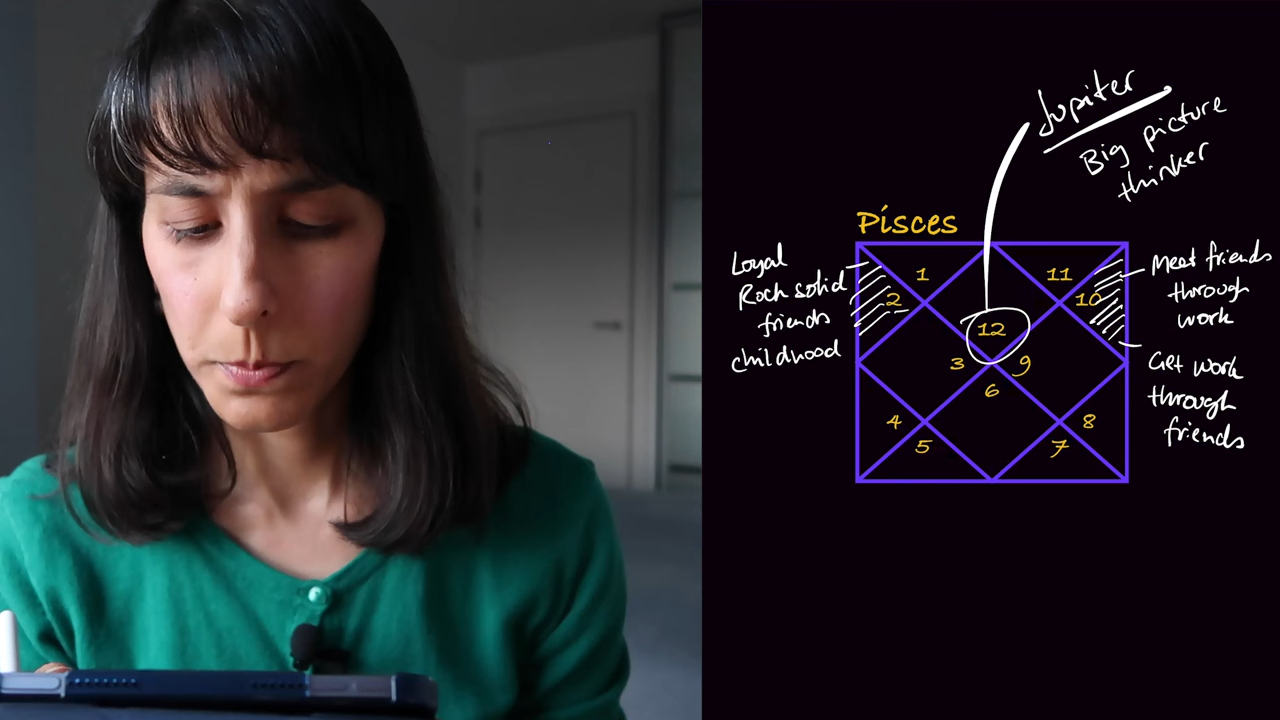 Jupiter
Big picture
thinker
Pisces
Loyal
Rock solid
friends
childhood
1
2
12
11
10
3
9
6
4
5
8
7
Meet friends
through
work
Get work
through
friends